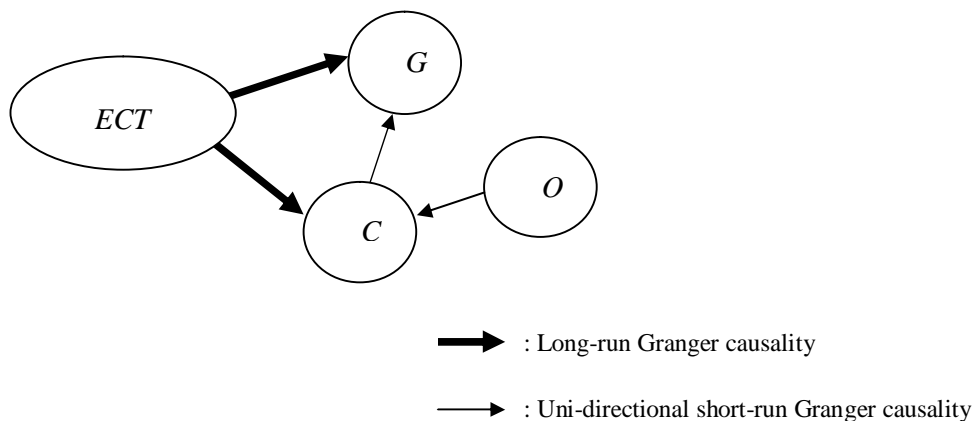 G
ECT
O
C
: Long-run Granger causality
: Uni-directional short-run Granger causality